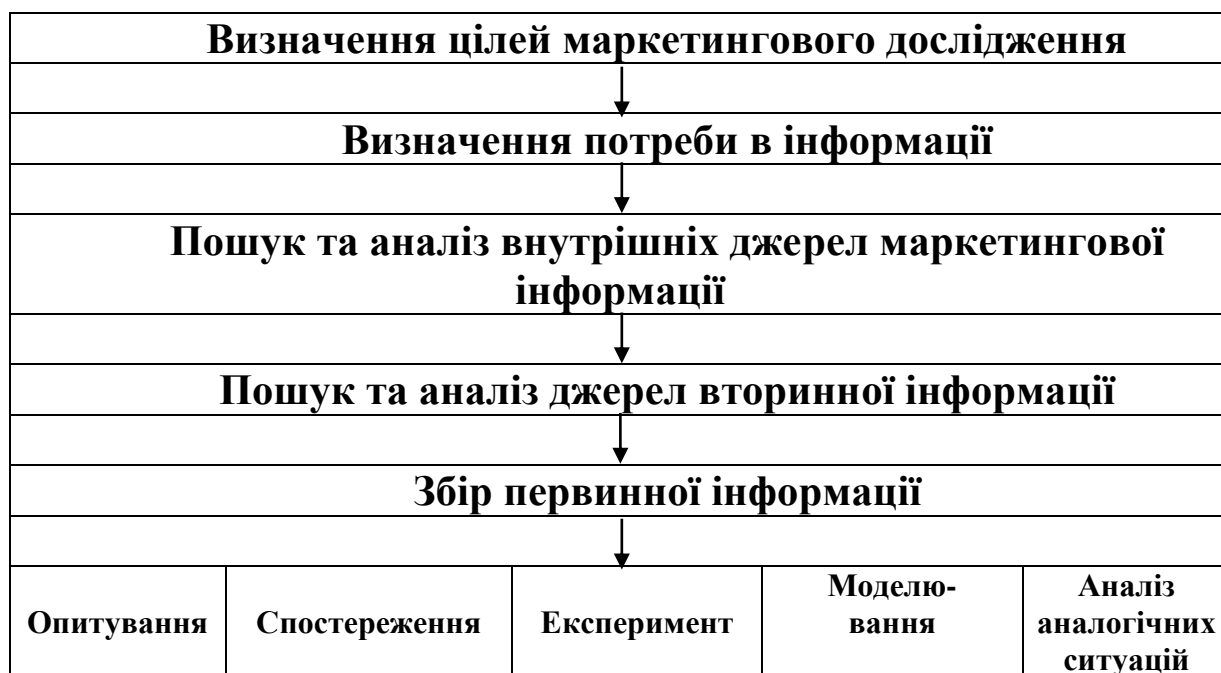 Визначення цілей маркетингового дослідження
Визначення потреби в інформації
Пошук та аналіз внутрішніх джерел маркетингової
інформації
Пошук та аналіз джерел вторинної інформації
Збір первинної інформації
Опитування
Спостереження
Експеримент
Моделю-
вання
Аналіз
аналогічних
ситуацій